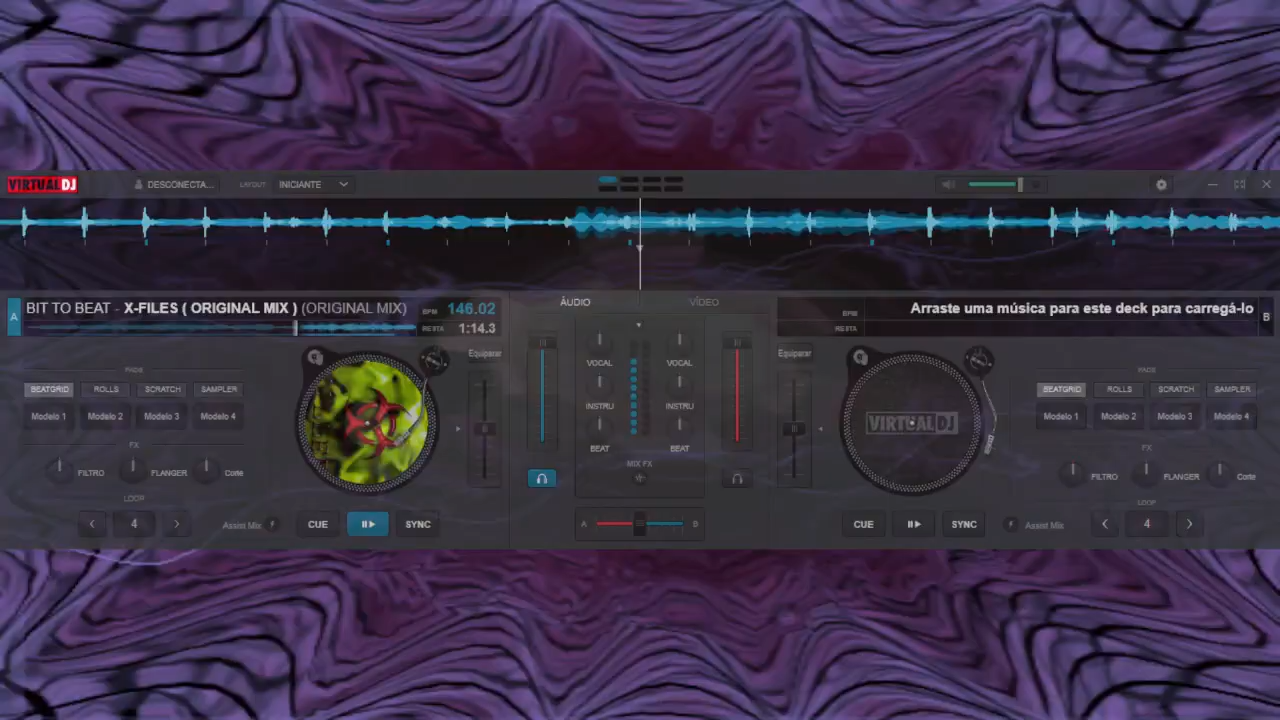 VIRTUALDJ
DESCONECTA...
LAYOUT
INICIANTE
A
BIT TO BEAT - X-FILES ( ORIGINAL MIX ) (ORIGINAL MIX)
BPM 146.02
RESTA 1:14.3
ÁUDIO
VÍDEO
BPM
RESTA
Arraste uma música para este deck para carregá-lo
B
Equiparar
PADS
BEATGRID ROLLS SCRATCH SAMPLER
Modelo 1 Modelo 2 Modelo 3 Modelo 4
FX
FILTRO FLANGER Corte
LOOP
4
Assist Mix
CUE
SYNC
VOCAL
VOCAL
INSTRU
INSTRU
BEAT
BEAT
MIX FX
A
B
Equiparar
VIRTUALDJ
CUE
SYNC
PADS
BEATGRID ROLLS SCRATCH SAMPLER
Modelo 1 Modelo 2 Modelo 3 Modelo 4
FX
FILTRO FLANGER Corte
LOOP
Assist Mix
4